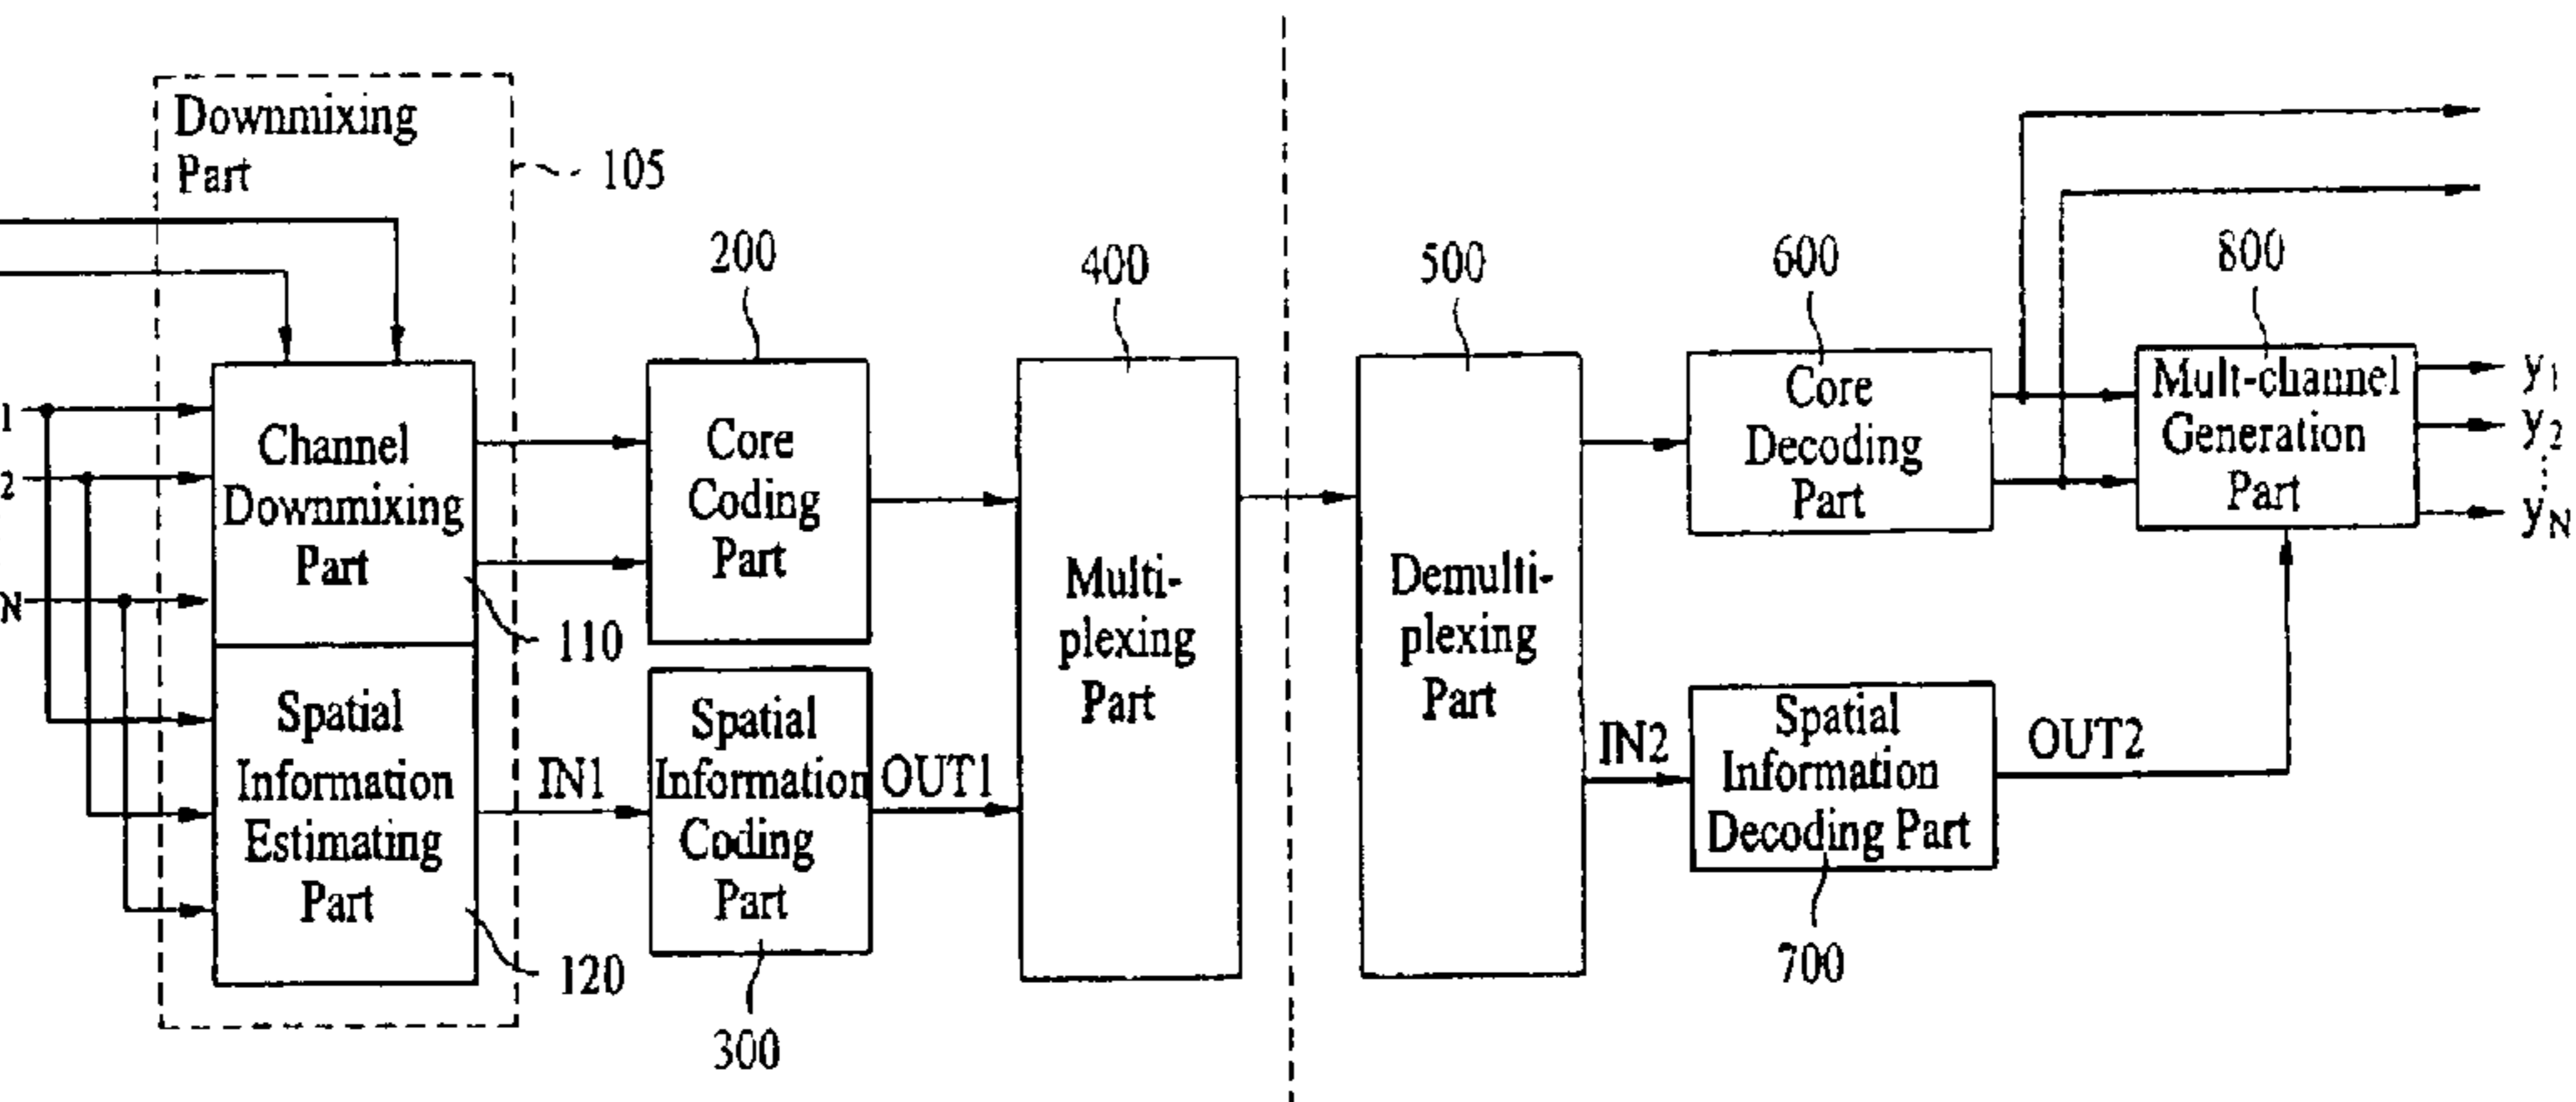 Downmixing
Part
105
200
400
500
600
800
1
2
N
Channel
Downmixing
Part
110
Core
Coding
Part
Multi-
plexing
Part
Demulti-
plexing
Part
Core
Decoding
Part
Mult-channel
Generation
Part
y1
y2
⋮
yN
Spatial
Information
Estimating
Part
120
IN1
Spatial
Information
Coding
Part
300
OUT1
IN2
Spatial
Information
Decoding Part
700
OUT2